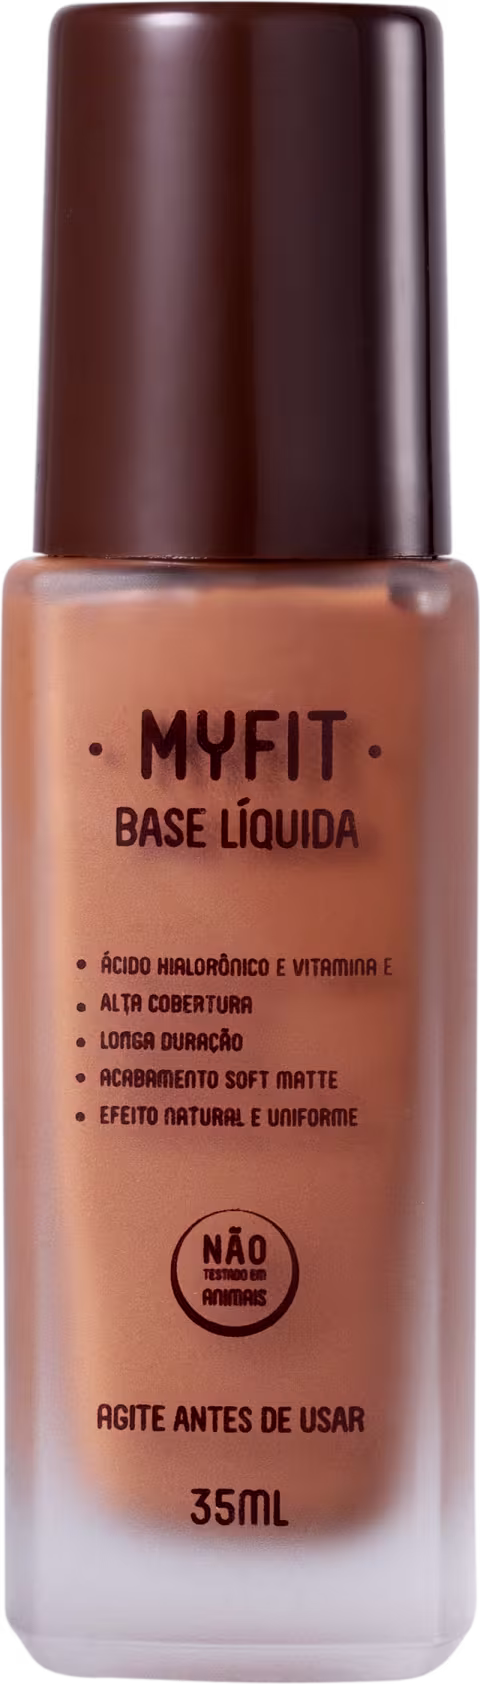 • MYFIT •
BASE LÍQUIDA
• ÁCIDO HIALORÔNICO E VITAMINA E
• ALTA COBERTURA
• LONGA DURAÇÃO
• ACABAMENTO SOFT MATTE
• EFEITO NATURAL E UNIFORME
NÃO
TESTADO EM
ANIMAIS
AGITE ANTES DE USAR
35ML